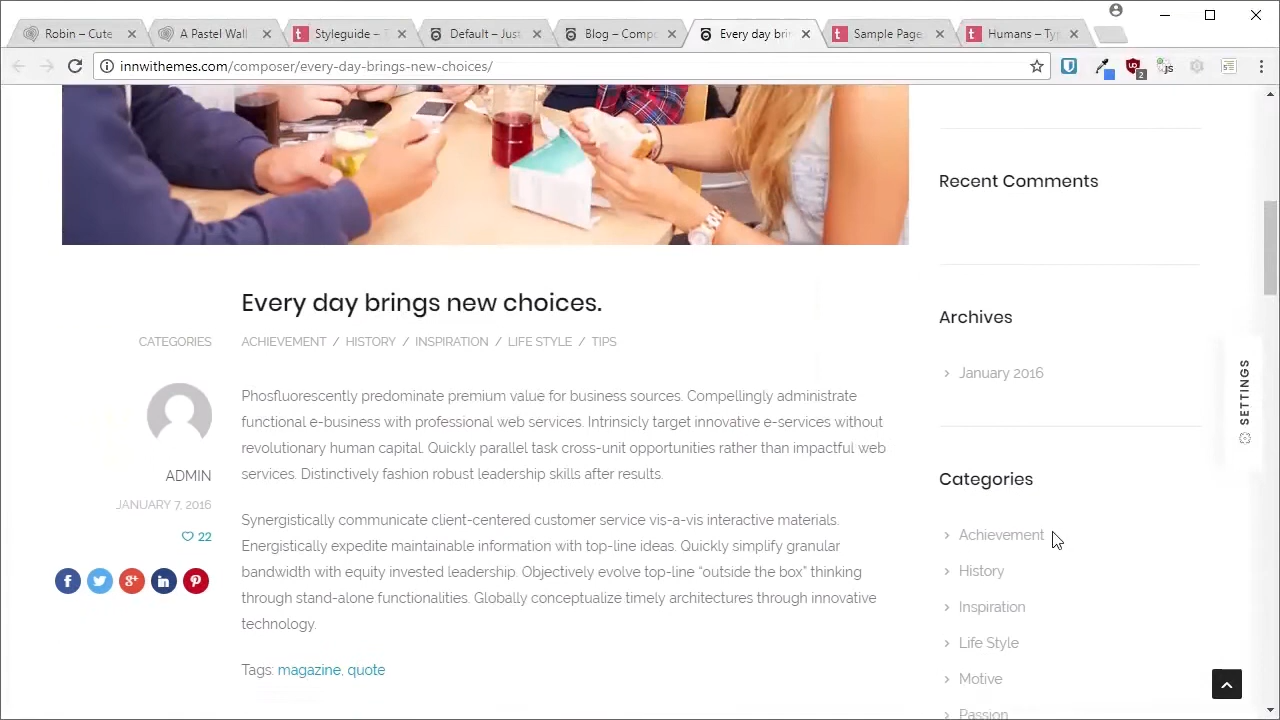 Robin – Cute
A Pastel Wall
Styleguide – T
Default – Just
Blog – Comp
Every day brin
Sample Page
Humans – Typ
innwithemes.com/composer/every-day-brings-new-choices/
2
JS
Recent Comments
Archives
January 2016
SETTINGS
Categories
Achievement
History
Inspiration
Life Style
Motive
Passion
Every day brings new choices.
CATEGORIES
ACHIEVEMENT / HISTORY / INSPIRATION / LIFE STYLE / TIPS
ADMIN
JANUARY 7, 2016
22
Phosfluorescently predominate premium value for business sources. Compellingly administrate
functional e-business with professional web services. Intrinsicly target innovative e-services without
revolutionary human capital. Quickly parallel task cross-unit opportunities rather than impactful web
services. Distinctively fashion robust leadership skills after results.
Synergistically communicate client-centered customer service vis-a-vis interactive materials.
Energistically expedite maintainable information with top-line ideas. Quickly simplify granular
bandwidth with equity invested leadership. Objectively evolve top-line “outside the box” thinking
through stand-alone functionalities. Globally conceptualize timely architectures through innovative
technology.
Tags: magazine, quote